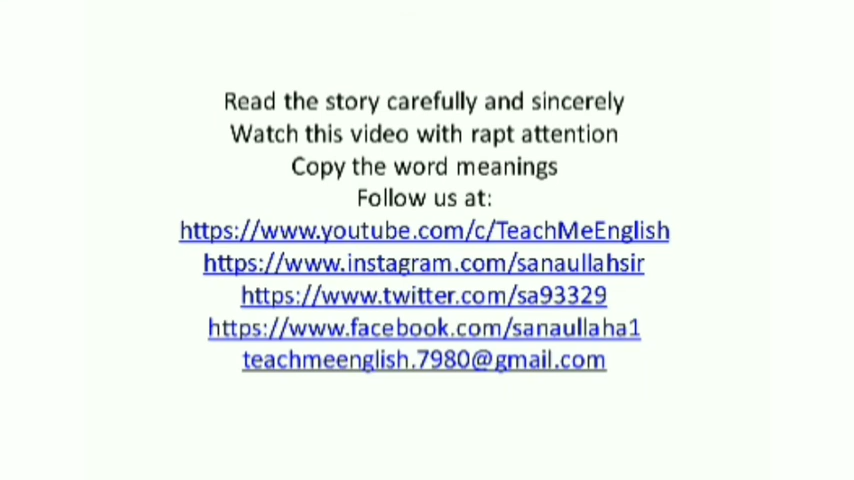 Read the story carefully and sincerely
Watch this video with rapt attention
Copy the word meanings
Follow us at:
https://www.youtube.com/c/TeachMeEnglish
https://www.instagram.com/sanaullahsir
https://www.twitter.com/sa93329
https://www.facebook.com/sanaullaha1
teachmeenglish.7980@gmail.com